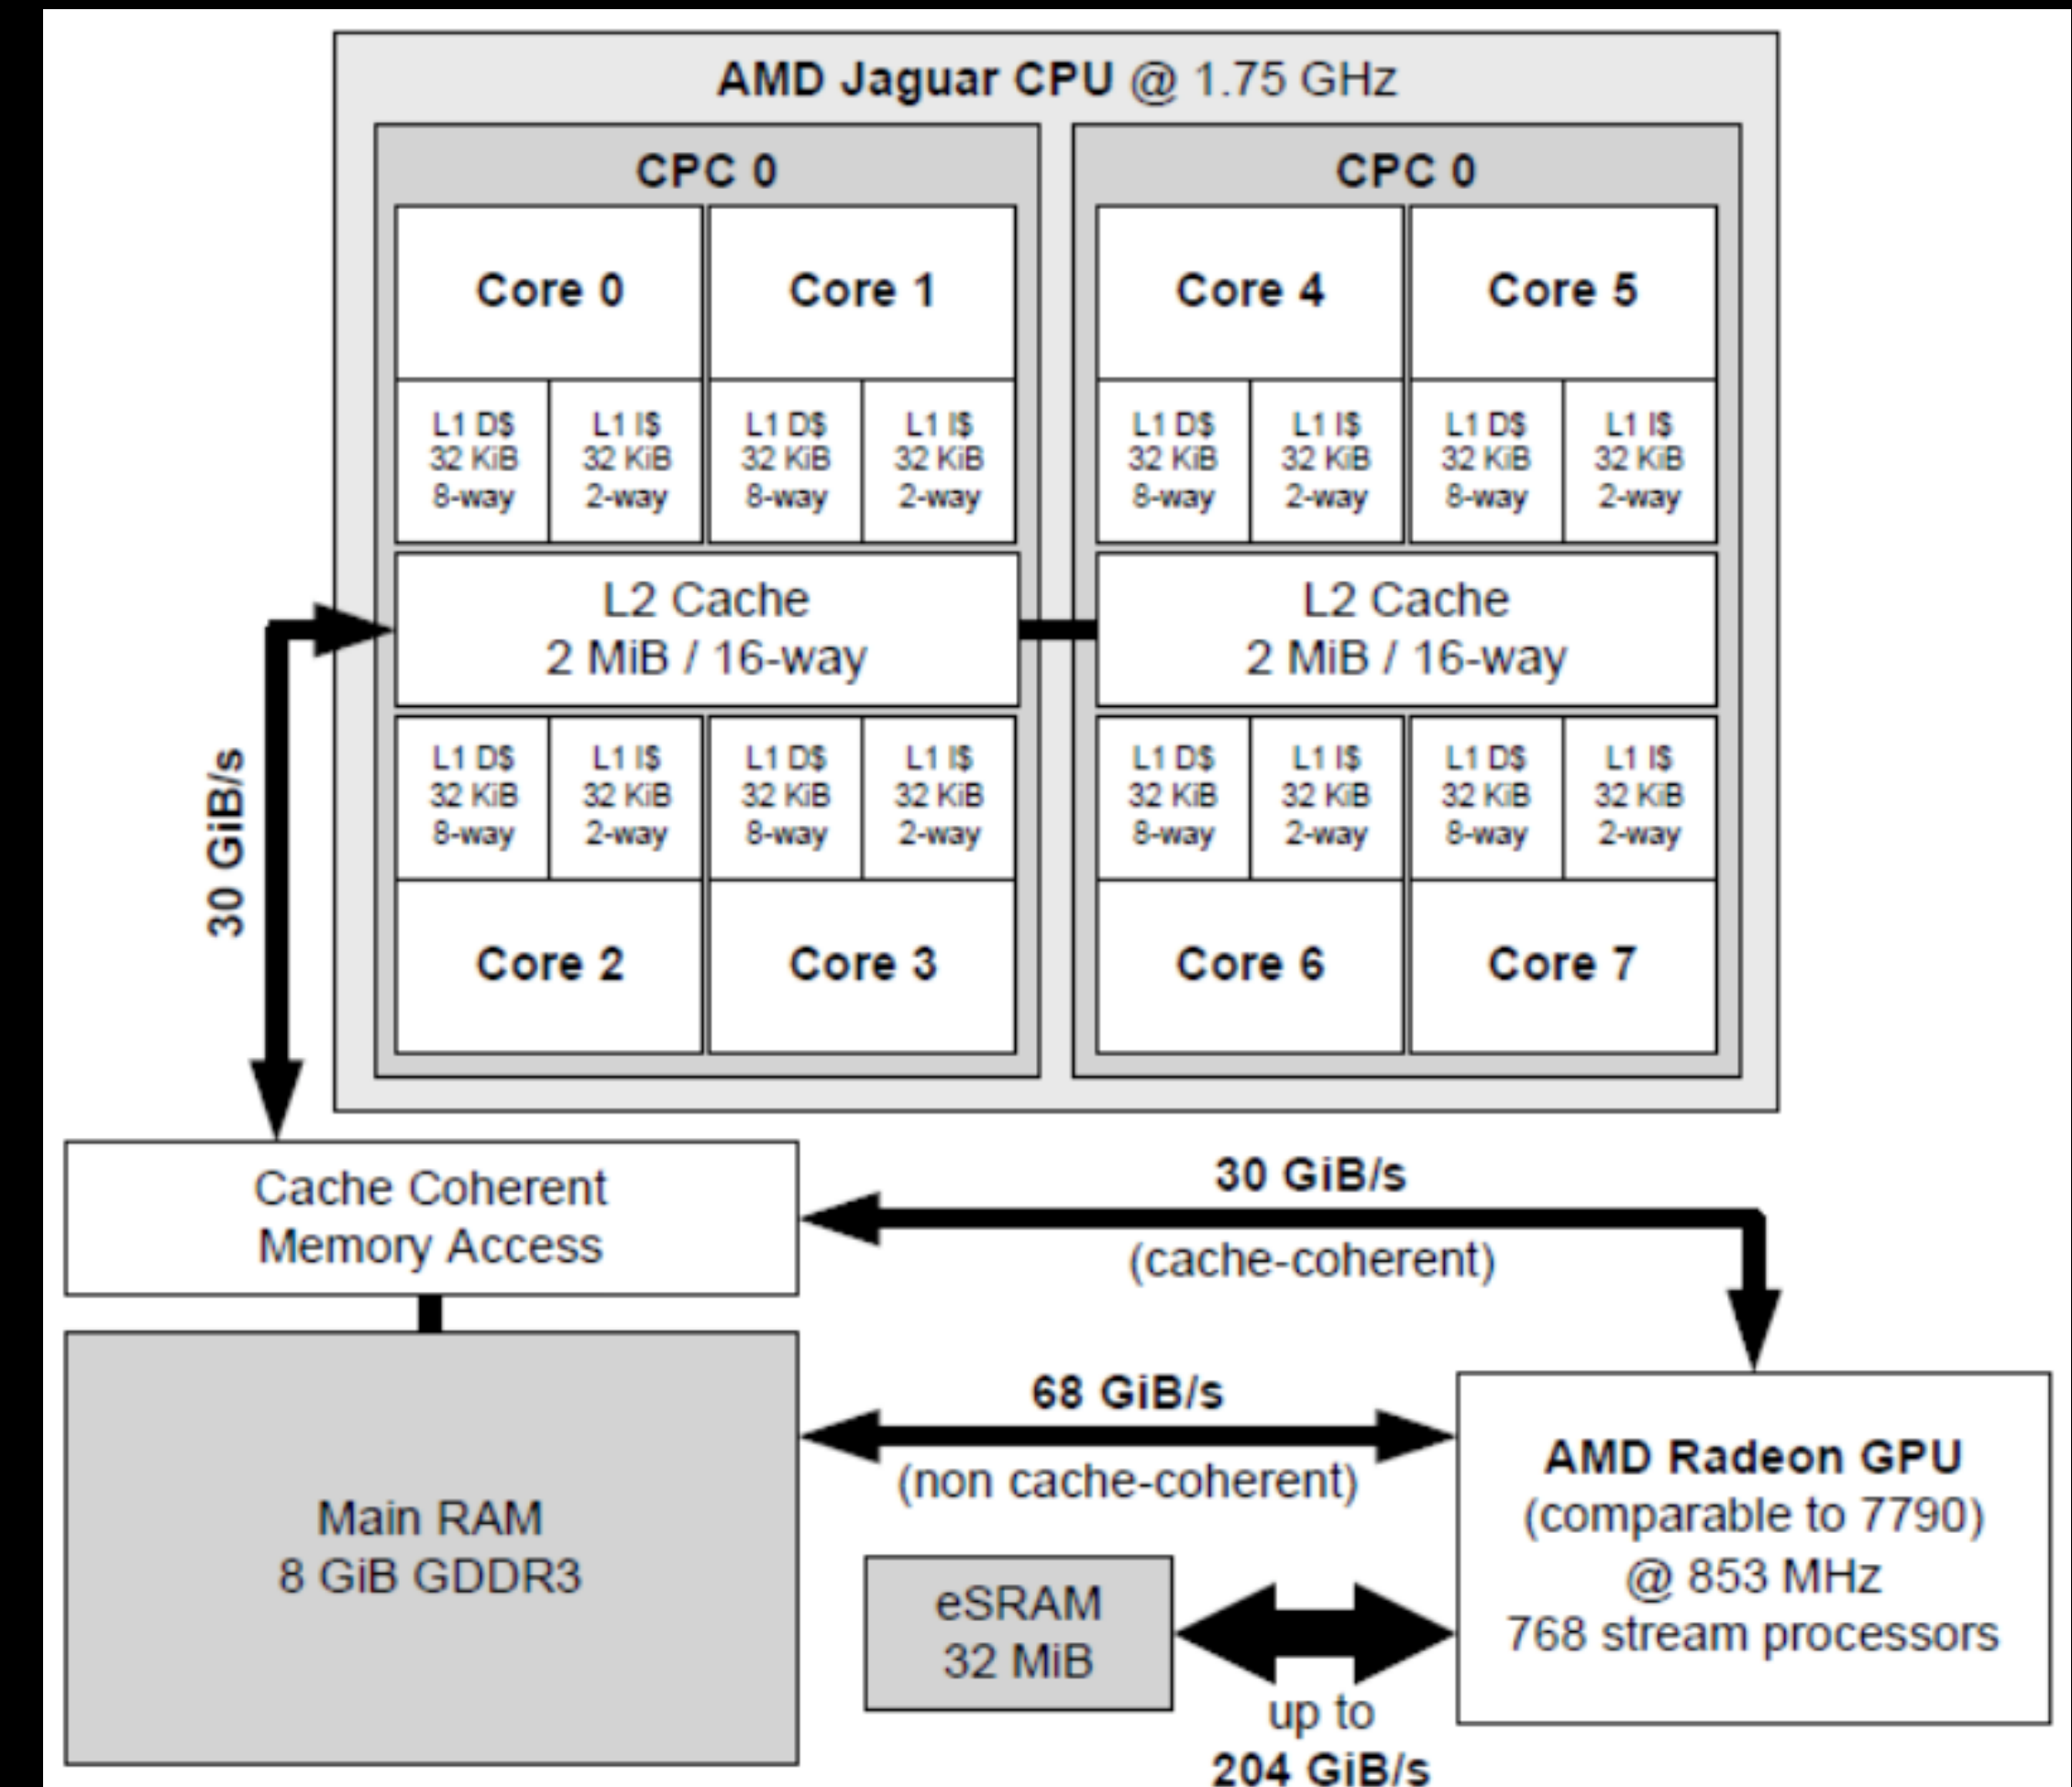 AMD Jaguar CPU @ 1.75 GHz
CPC 0
CPC 0
Core 0
Core 1
Core 4
Core 5
L1 D$
32 KiB
8-way
L1 I$
32 KiB
2-way
L1 D$
32 KiB
8-way
L1 I$
32 KiB
2-way
L1 D$
32 KiB
8-way
L1 I$
32 KiB
2-way
L1 D$
32 KiB
8-way
L1 I$
32 KiB
2-way
L2 Cache
2 MiB / 16-way
L2 Cache
2 MiB / 16-way
L1 D$
32 KiB
8-way
L1 I$
32 KiB
2-way
L1 D$
32 KiB
8-way
L1 I$
32 KiB
2-way
L1 D$
32 KiB
8-way
L1 I$
32 KiB
2-way
L1 D$
32 KiB
8-way
L1 I$
32 KiB
2-way
Core 2
Core 3
Core 6
Core 7
30 GiB/s
Cache Coherent
Memory Access
30 GiB/s
(cache-coherent)
68 GiB/s
(non cache-coherent)
Main RAM
8 GiB GDDR3
eSRAM
32 MiB
up to
204 GiB/s
AMD Radeon GPU
(comparable to 7790)
@ 853 MHz
768 stream processors